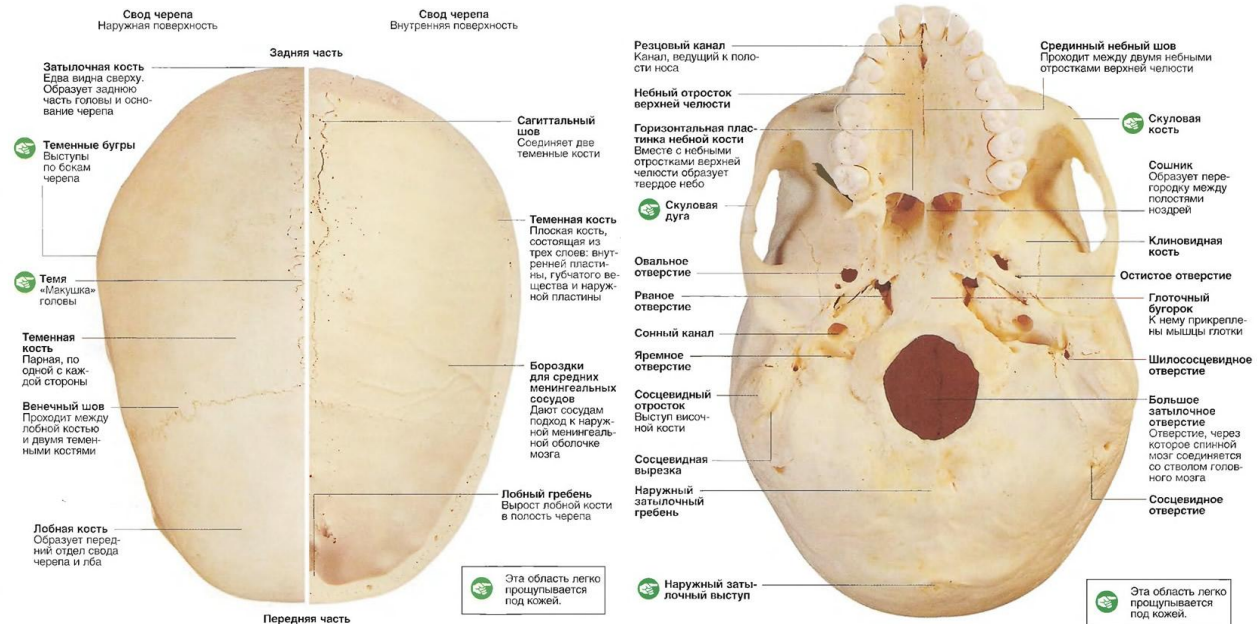 Свод черепа
Наружная поверхность
Свод черепа
Внутренняя поверхность
Задняя часть
Затылочная кость
Едва видна сверху.
Образует заднюю
часть головы и осно-
вание черепа
Теменные бугры
Выступы
по бокам
черепа
Темя
«Макушка»
головы
Теменная
кость
Парная, по
одной с каж-
дой стороны
Венечный шов
Проходит между
лобной костью
и двумя темен-
ными костями
Лобная кость
Образует перед-
ний отдел свода
черепа и лба
Сагиттальный
шов
Соединяет две
теменные кости
Теменная кость
Плоская кость,
состоящая из
трех слоев: внут-
ренней пласти-
ны, губчатого ве-
щества и наруж-
ной пластины
Бороздки
для средних
менингеальных
сосудов
Дают сосудам
подход к наруж-
ной менингеаль-
ной оболочке
мозга
Лобный гребень
Вырост лобной кости
в полость черепа
Эта область легко
прощупывается
под кожей.
Передняя часть
Резцовый канал
Канал, ведущий к поло-
сти носа
Небный отросток
верхней челюсти
Горизонтальная плас-
тинка небной кости
Вместе с небными
отростками верхней
челюсти образует
твердое небо
Скуловая
дуга
Овальное
отверстие
Рваное
отверстие
Сонный канал
Яремное
отверстие
Сосцевидный
отросток
Выступ височ-
ной кости
Сосцевидная
вырезка
Наружный
затылочный
гребень
Наружный заты-
лочный выступ
Срединный небный шов
Проходит между двумя небными
отростками верхней челюсти
Скуловая
кость
Сошник
Образует пере-
городку между
полостями
ноздрей
Клиновидная
кость
Остистое отверстие
Глоточный
бугорок
К нему прикрепле-
ны мышцы глотки
Шилососцевидное
отверстие
Большое
затылочное
отверстие
Отверстие, через
которое спинной
мозг соединяется
со стволом голов-
ного мозга
Сосцевидное
отверстие
Эта область легко
прощупывается
под кожей.